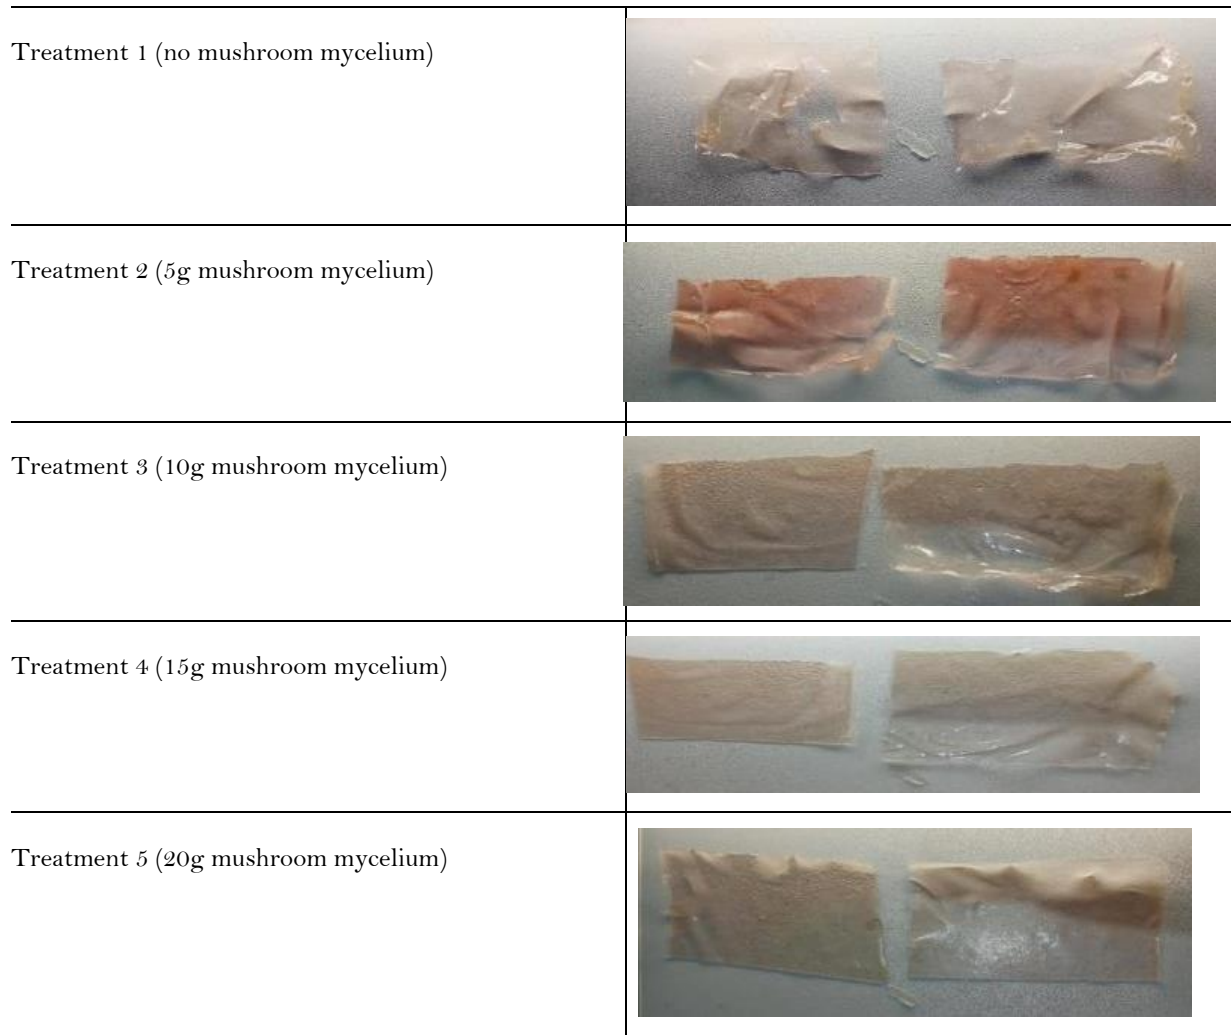 Treatment 1 (no mushroom mycelium)
Treatment 2 (5g mushroom mycelium)
Treatment 3 (10g mushroom mycelium)
Treatment 4 (15g mushroom mycelium)
Treatment 5 (20g mushroom mycelium)